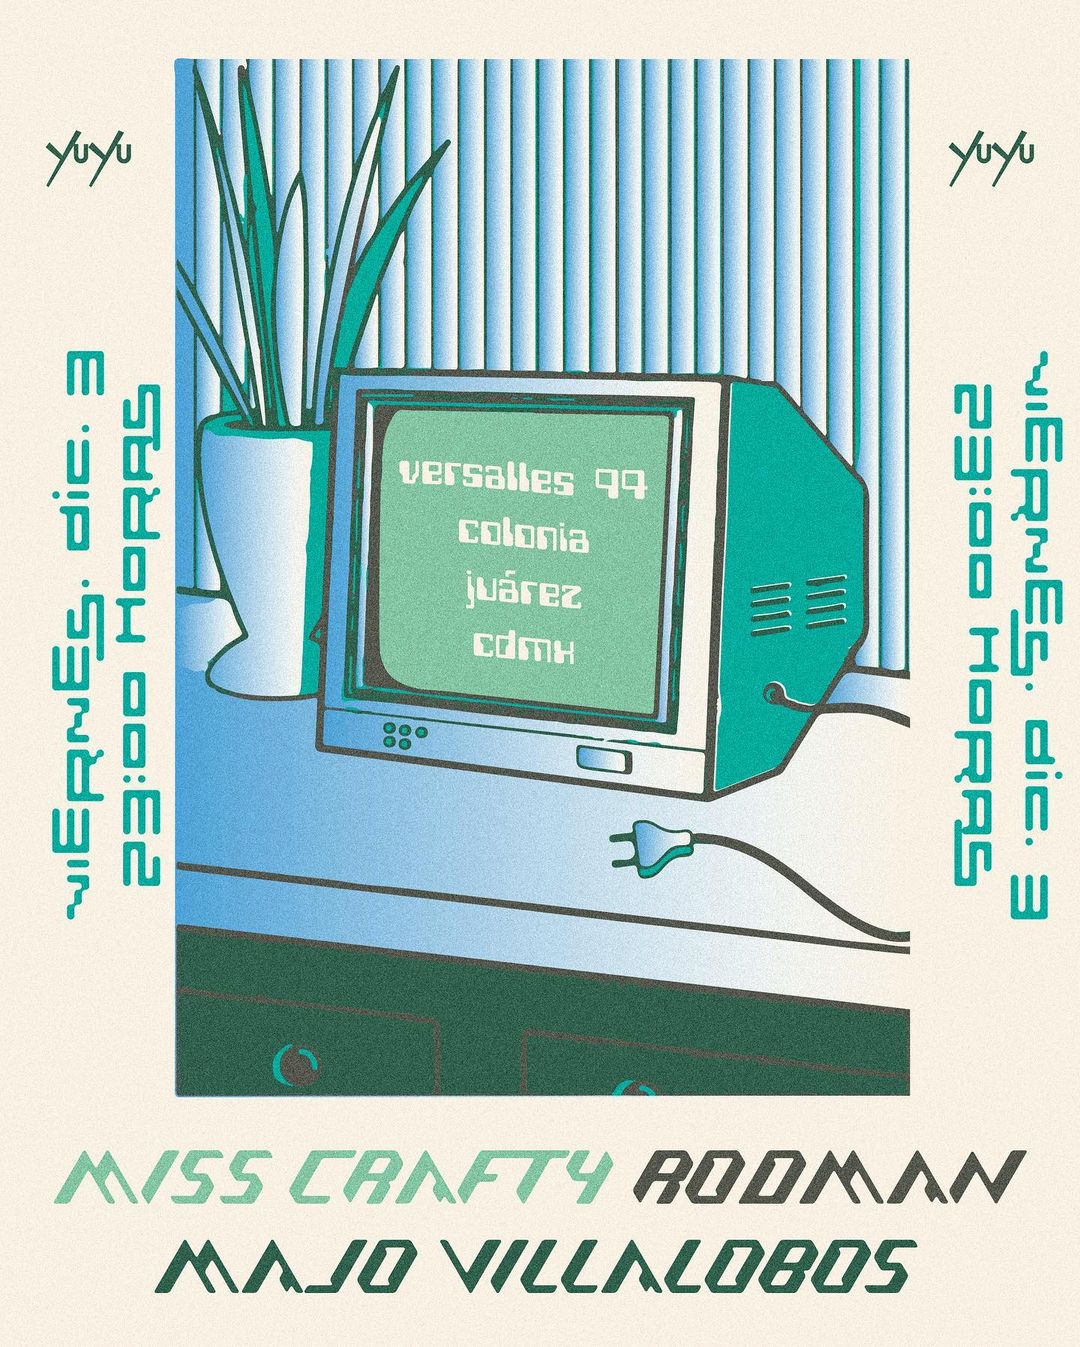 yuyu
yuyu
viernes. dic. 3
23:00 Horas
versalles 94
colonia
juárez
cdmx
viernes. dic. 3
23:00 Horas
MISS CRAFTY RODMAN
MAJO VILLALOBOS